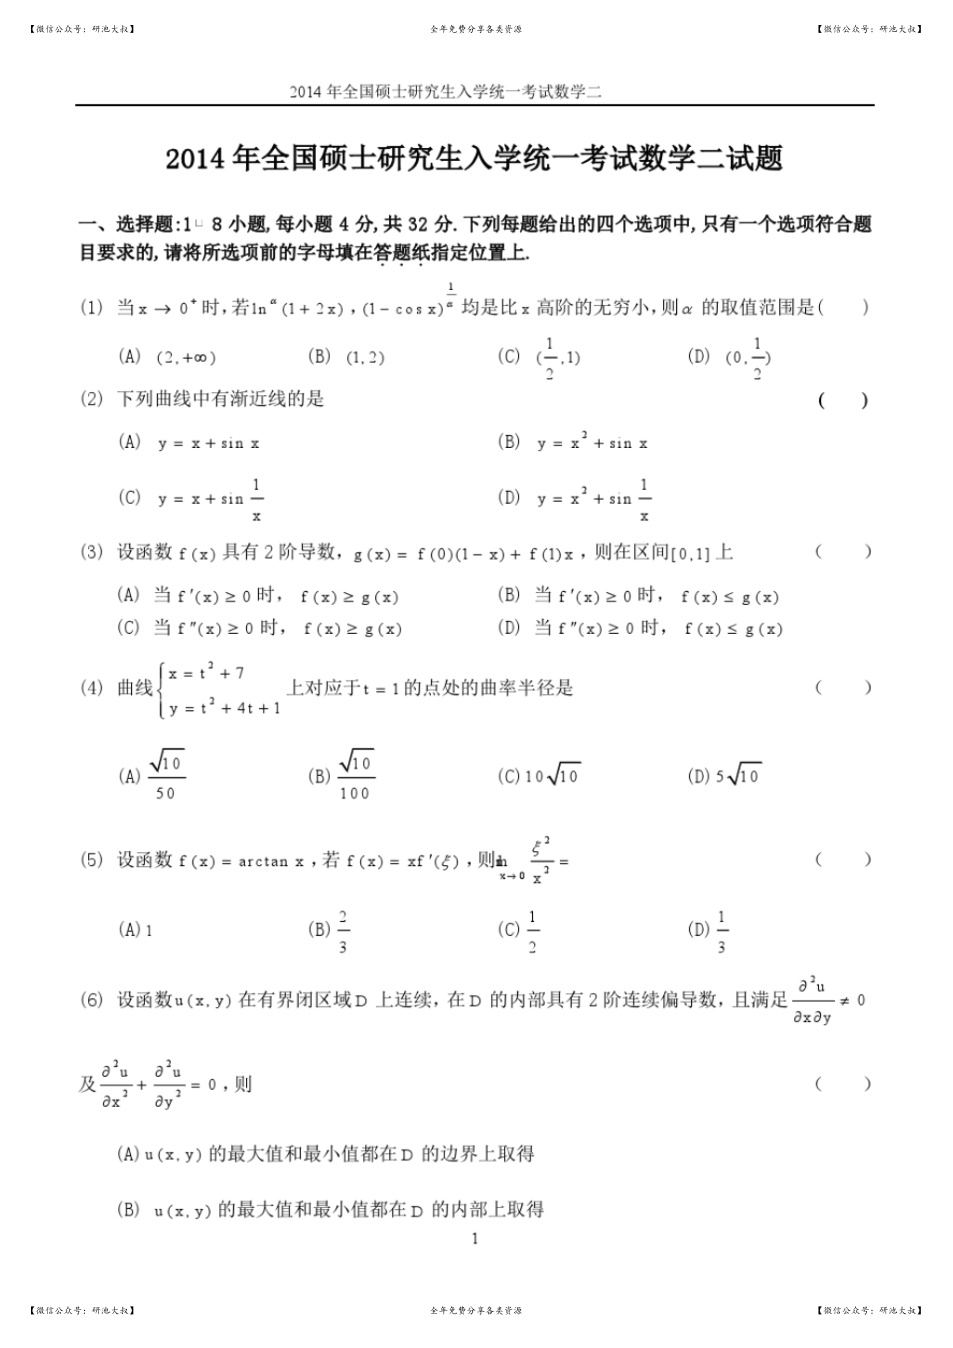 【微信公众号：研池大叔】 全年免费分享各类资源 【微信公众号：研池大叔】
2014 年全国硕士研究生入学统一考试数学二
2014 年全国硕士研究生入学统一考试数学二试题
一、选择题:1 8 小题,每小题 4 分,共 32 分.下列每题给出的四个选项中,只有一个选项符合题
目要求的,请将所选项前的字母填在答题纸指定位置上.
(1) 当 x → 0⁺ 时,若 ln^α (1 + 2x) , (1 − cos x)^(1/α) 均是比 x 高阶的无穷小,则 α 的取值范围是( )
(A) (2,+∞) (B) (1,2) (C) (1/2,1) (D) (0,1/2)
(2) 下列曲线中有渐近线的是 ( )
(A) y = x + sin x (B) y = x² + sin x
(C) y = x + sin 1/x (D) y = x² + sin 1/x
(3) 设函数 f(x) 具有 2 阶导数, g(x) = f(0)(1 − x) + f(1)x ,则在区间[0,1]上 ( )
(A) 当 f′(x) ≥ 0 时, f(x) ≥ g(x) (B) 当 f′(x) ≥ 0 时, f(x) ≤ g(x)
(C) 当 f″(x) ≥ 0 时, f(x) ≥ g(x) (D) 当 f″(x) ≥ 0 时, f(x) ≤ g(x)
(4) 曲线 { x = t² + 7
y = t² + 4t + 1 上对应于 t = 1 的点处的曲率半径是 ( )
(A) √10/50 (B) √10/100 (C) 10√10 (D) 5√10
(5) 设函数 f(x) = arctan x ,若 f(x) = xf′(ξ) ,则 lim x→0 ξ²/x² = ( )
(A) 1 (B) 2/3 (C) 1/2 (D) 1/3
(6) 设函数 u(x,y) 在有界闭区域 D 上连续,在 D 的内部具有 2 阶连续偏导数,且满足 ∂²u/∂x∂y ≠ 0
及 ∂²u/∂x² + ∂²u/∂y² = 0 ,则 ( )
(A) u(x,y) 的最大值和最小值都在 D 的边界上取得
(B) u(x,y) 的最大值和最小值都在 D 的内部上取得
1
【微信公众号：研池大叔】 全年免费分享各类资源 【微信公众号：研池大叔】